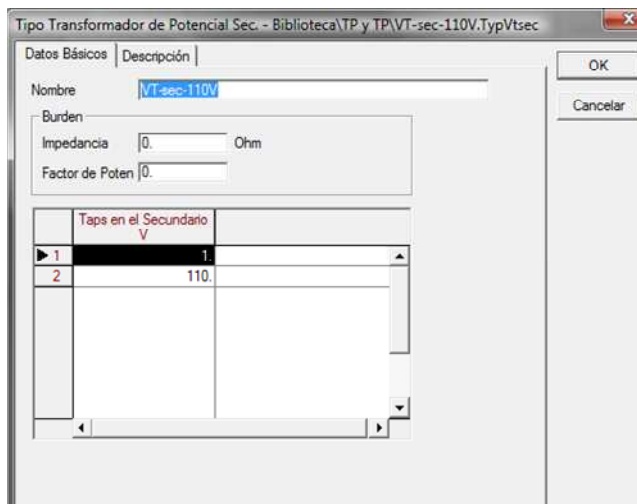 Tipo Transformador de Potencial Sec. - Biblioteca\TP y TP\VT-sec-110V.TypVtsec
Datos Básicos
Descripción
OK
Cancelar
Nombre
VT-sec-110V
Burden
Impedancia
0.
Ohm
Factor de Poten
0.
Taps en el Secundario
V
1
1.
2
110.